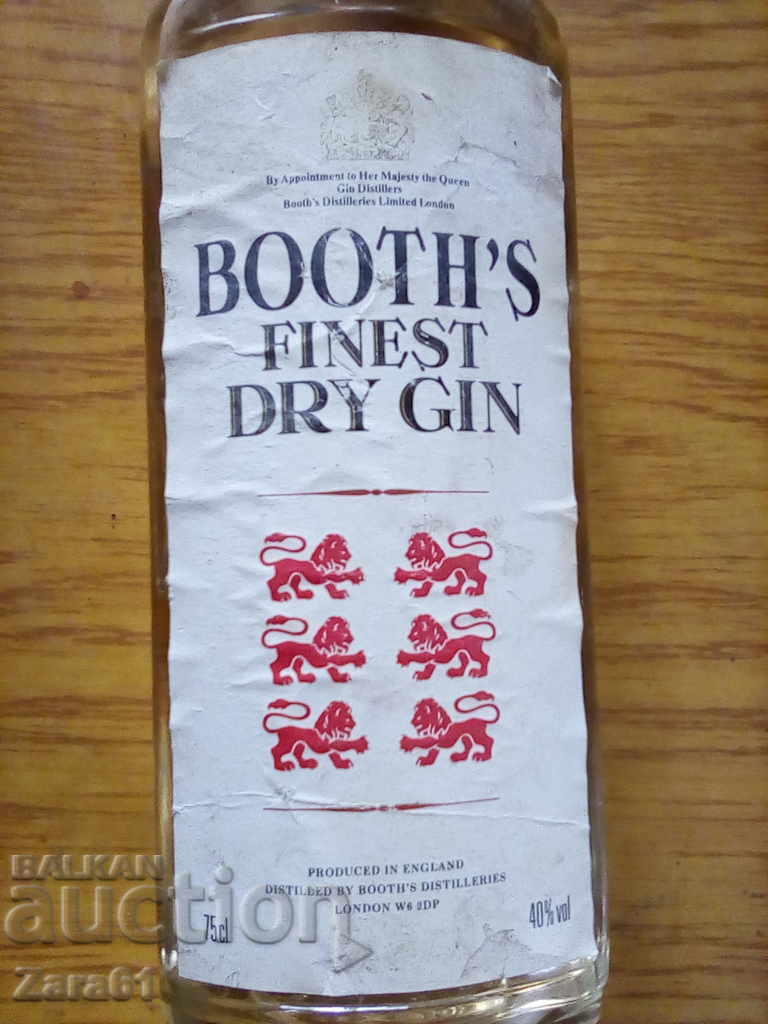 By Appointment to Her Majesty the Queen
Gin Distillers
Booth's Distilleries Limited London
BOOTH'S
FINEST
DRY GIN
PRODUCED IN ENGLAND
DISTILLED BY BOOTH'S DISTILLERIES
LONDON W6 9DP
75cl
40% vol
BALKAN
auction
Zara61